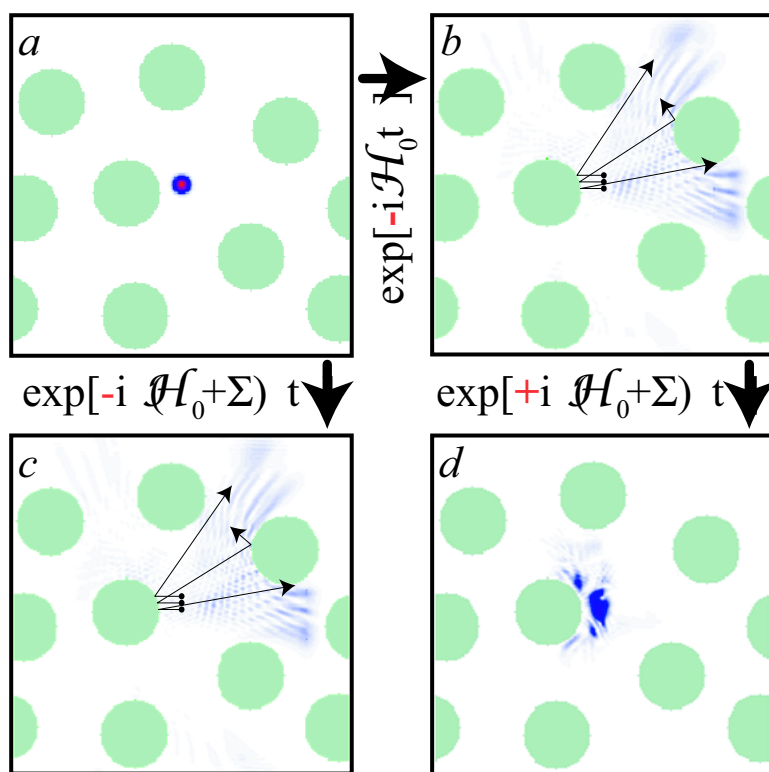 a
b
exp[-iℋ₀t ]
exp[-i (ℋ₀+Σ) t
exp[+i (ℋ₀+Σ) t
c
d